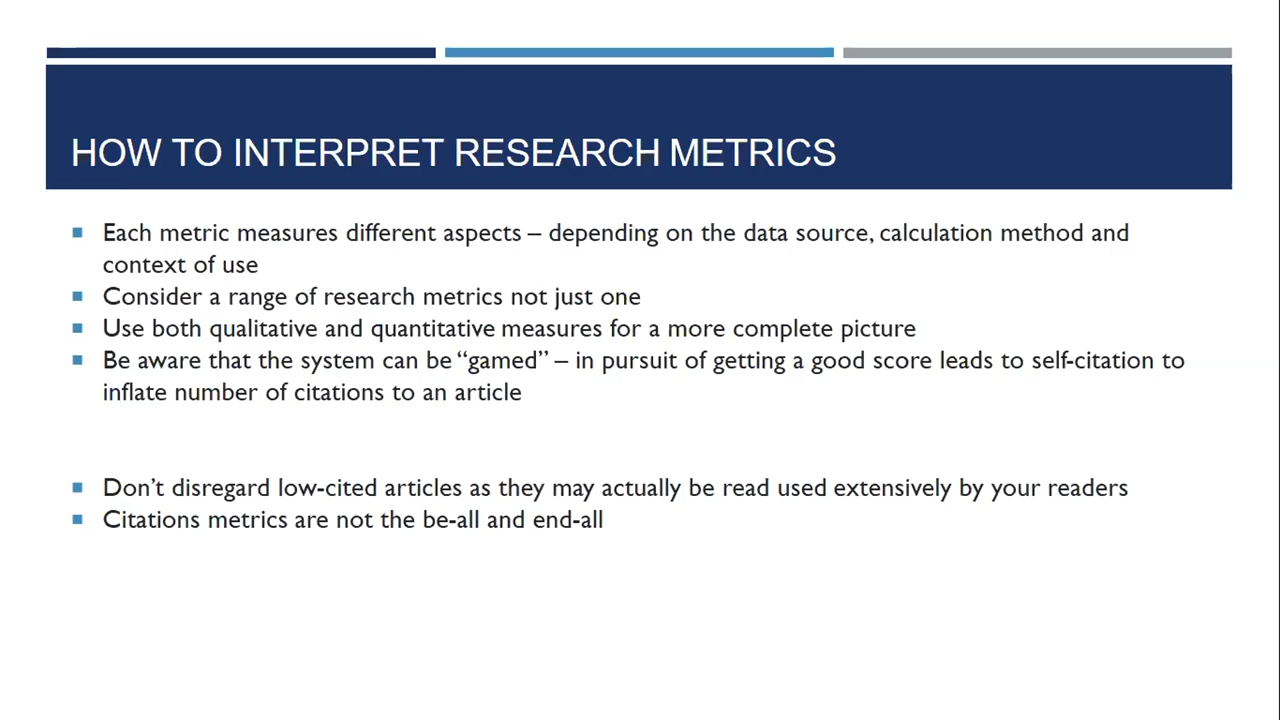 HOW TO INTERPRET RESEARCH METRICS
Each metric measures different aspects – depending on the data source, calculation method and
context of use
Consider a range of research metrics not just one
Use both qualitative and quantitative measures for a more complete picture
Be aware that the system can be “gamed” – in pursuit of getting a good score leads to self-citation to
inflate number of citations to an article
Don’t disregard low-cited articles as they may actually be read used extensively by your readers
Citations metrics are not the be-all and end-all